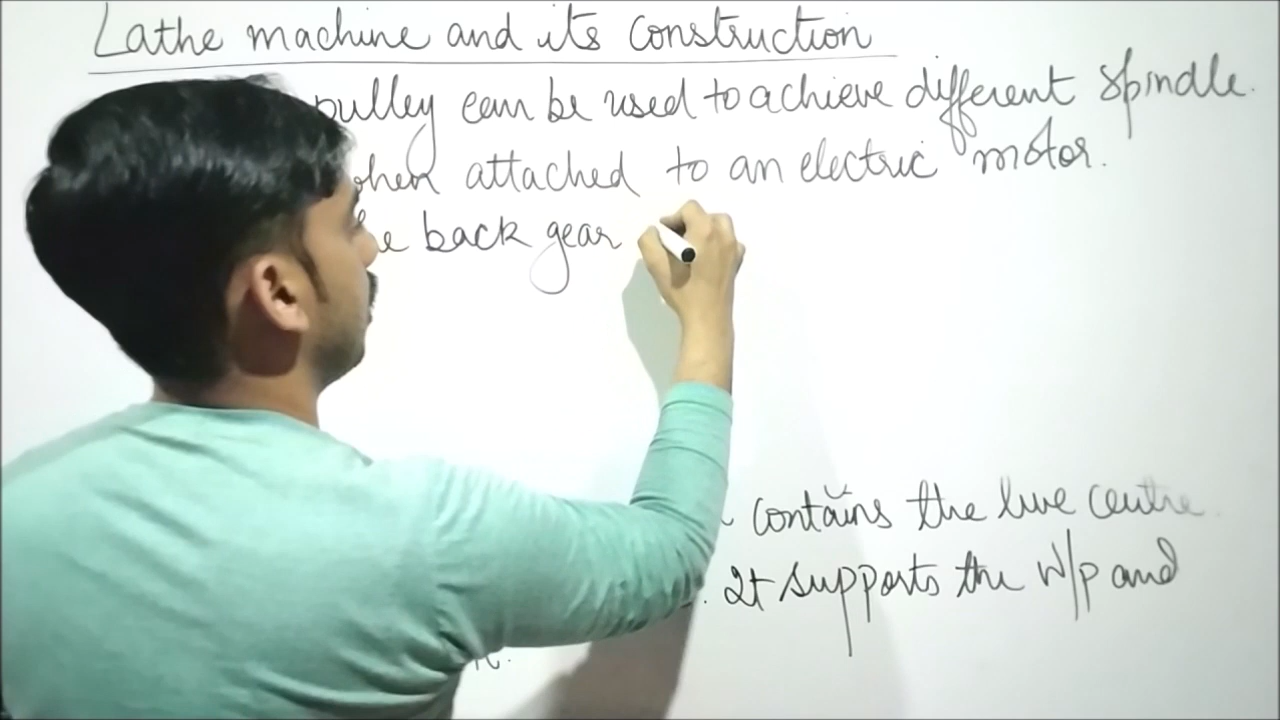 Lathe machine and its construction
pulley can be used to achieve different spindle
when attached to an electric motor.
back gear
contains the live centre
It supports the W/p and